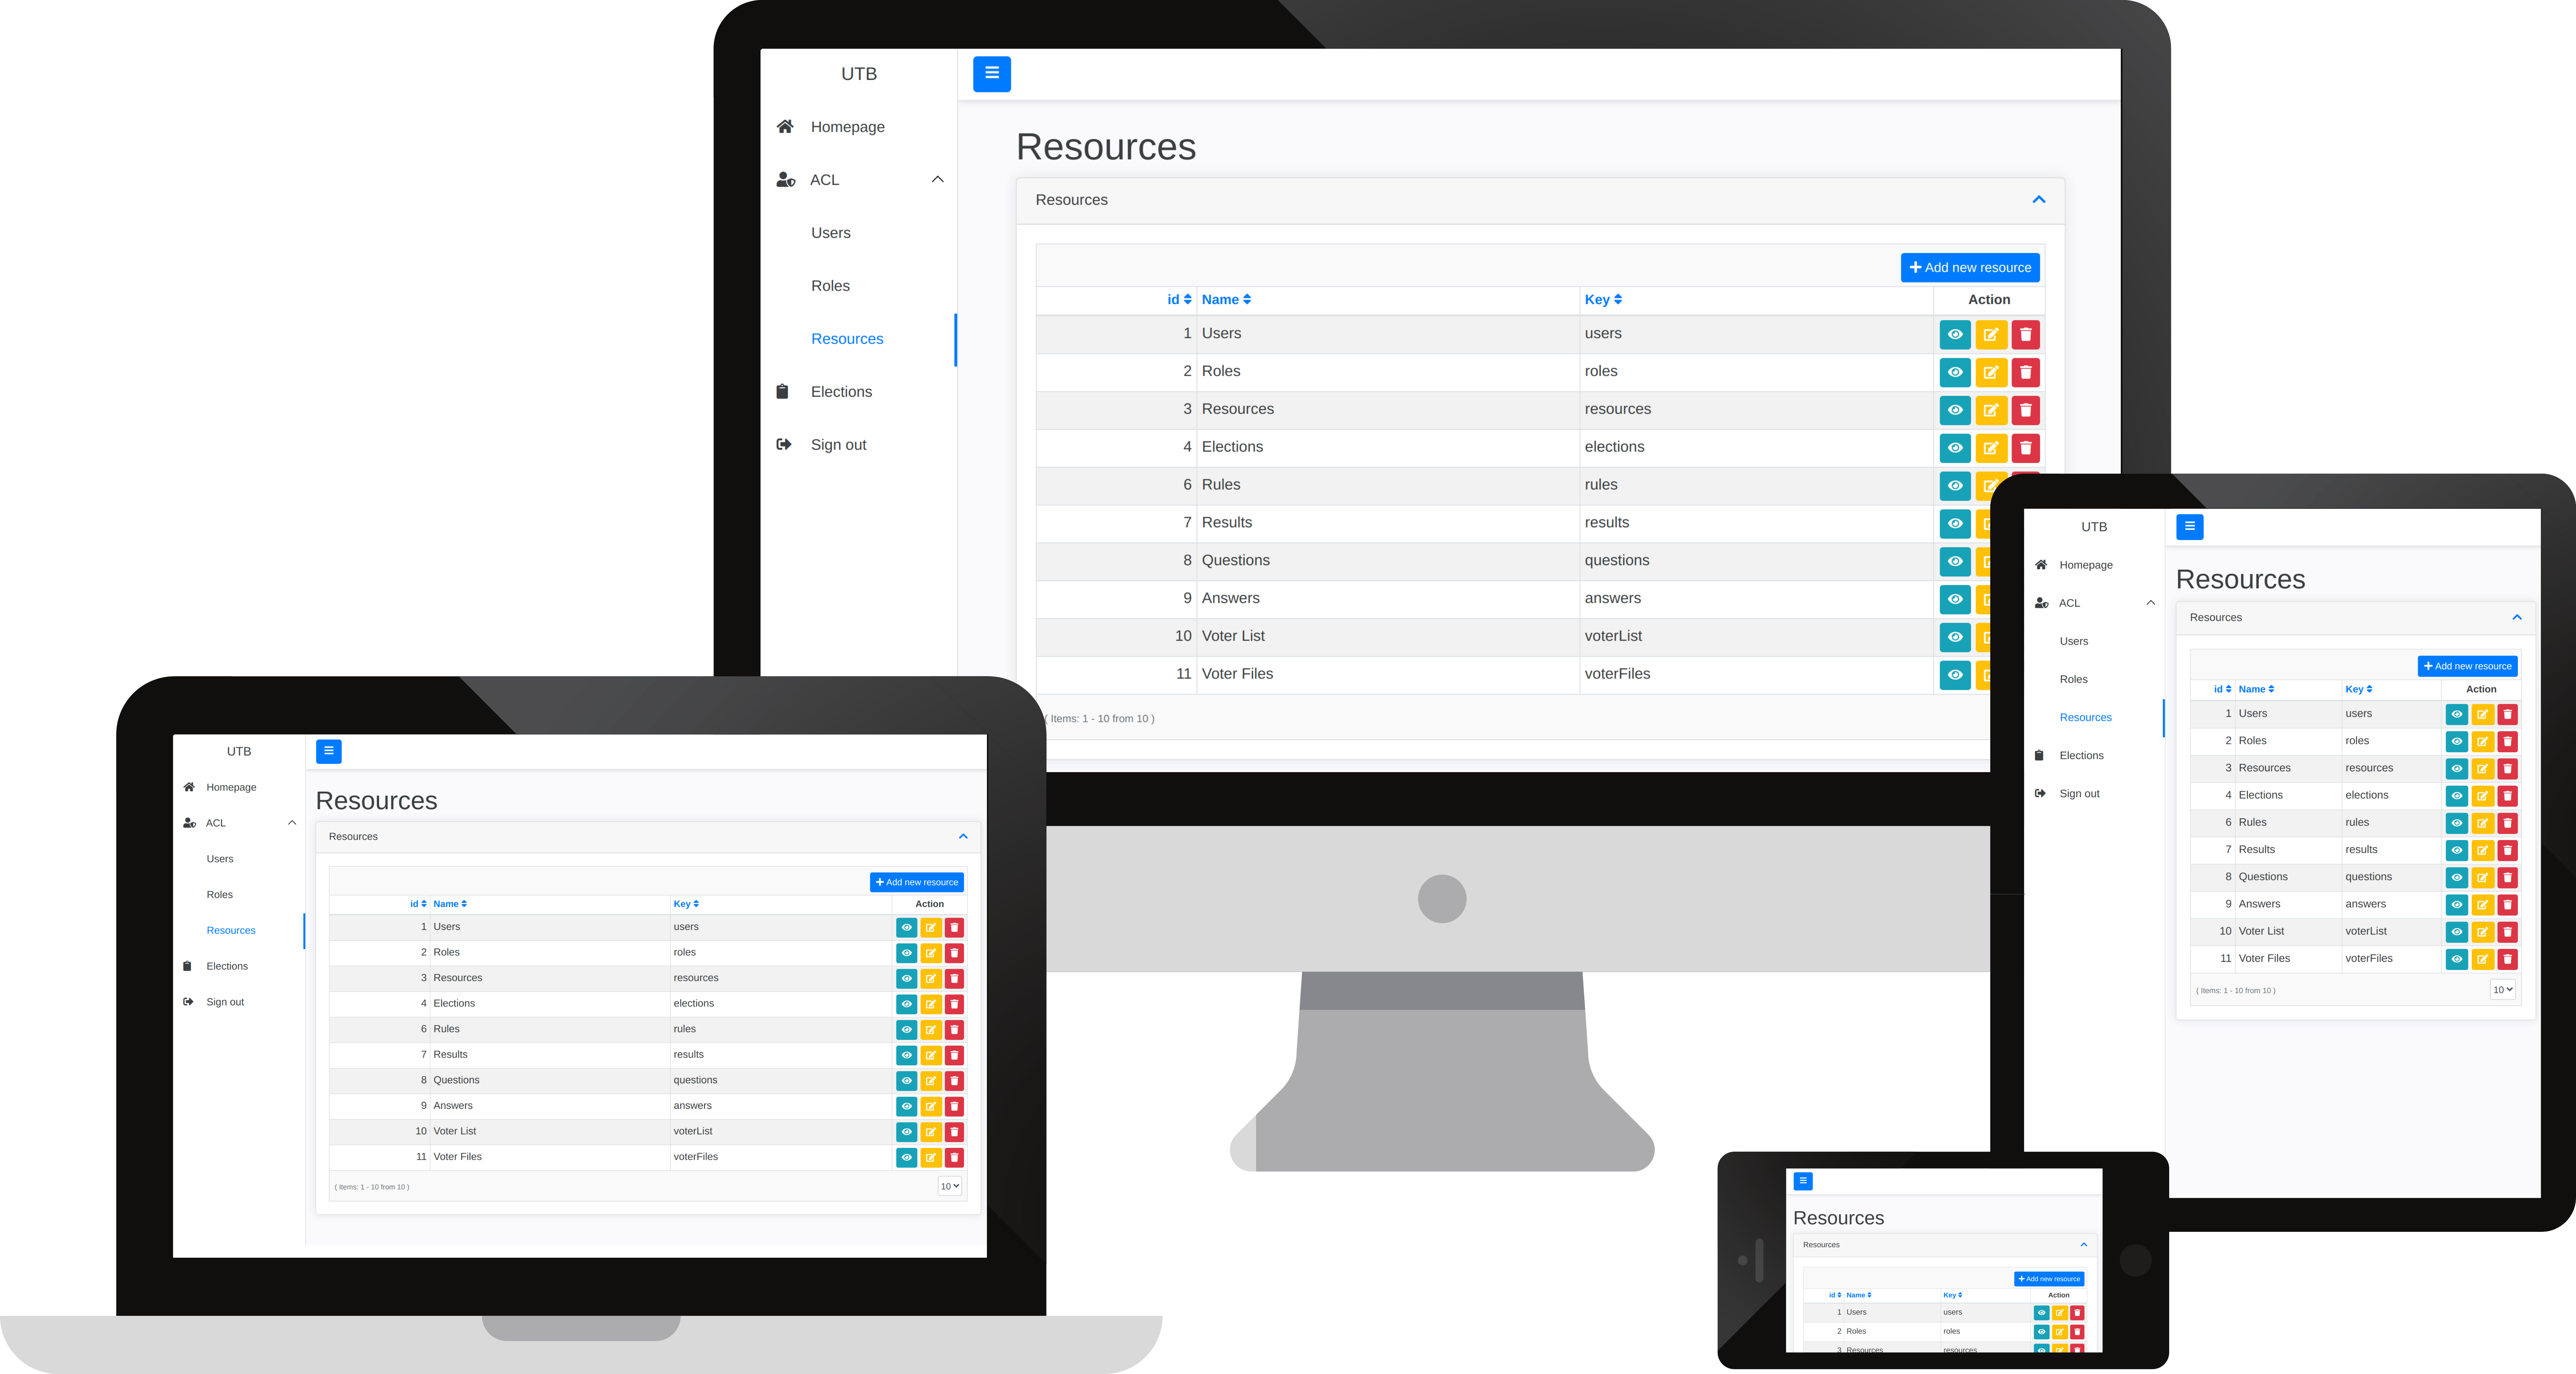 UTB
Homepage
ACL
Users
Roles
Resources
Elections
Sign out
Resources
Resources
Add new resource
id Name Key Action
1 Users users
2 Roles roles
3 Resources resources
4 Elections elections
6 Rules rules
7 Results results
8 Questions questions
9 Answers answers
10 Voter List voterList
11 Voter Files voterFiles
( Items: 1 - 10 from 10 )
UTB
Homepage
ACL
Users
Roles
Resources
Elections
Sign out
Resources
Resources
Add new resource
id Name Key Action
1 Users users
2 Roles roles
3 Resources resources
4 Elections elections
6 Rules rules
7 Results results
8 Questions questions
9 Answers answers
10 Voter List voterList
11 Voter Files voterFiles
( Items: 1 - 10 from 10 ) 10
UTB
Homepage
ACL
Users
Roles
Resources
Elections
Sign out
Resources
Resources
Add new resource
id Name Key Action
1 Users users
2 Roles roles
3 Resources resources
4 Elections elections
6 Rules rules
7 Results results
8 Questions questions
9 Answers answers
10 Voter List voterList
11 Voter Files voterFiles
( Items: 1 - 10 from 10 ) 10
Resources
Resources
Add new resource
id Name Key Action
1 Users users
2 Roles roles
3 Resources resources